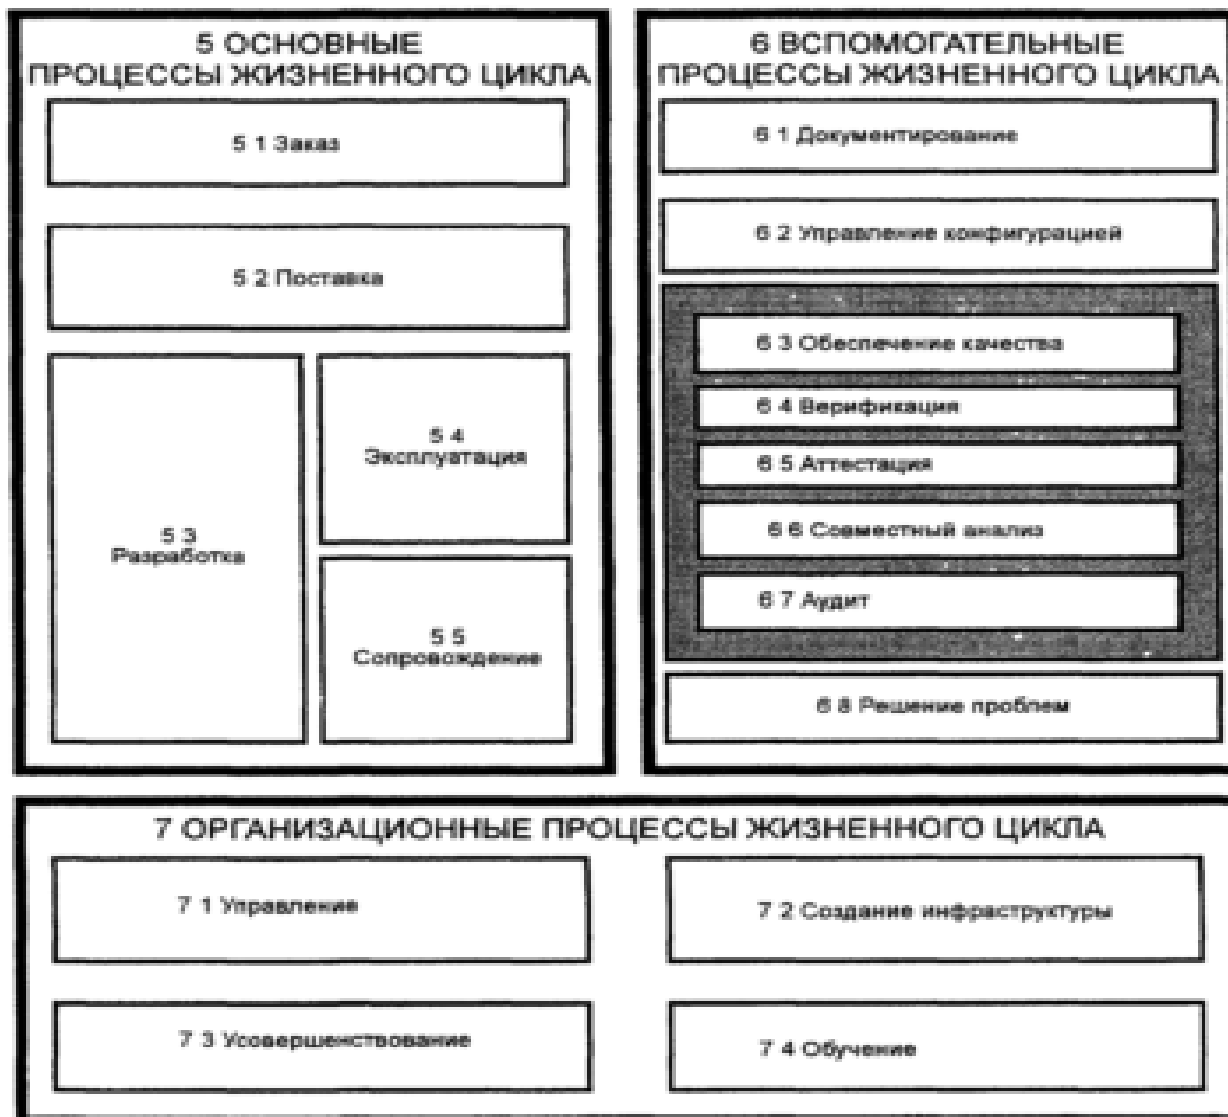 5 ОСНОВНЫЕ
ПРОЦЕССЫ ЖИЗНЕННОГО ЦИКЛА
5 1 Заказ
5 2 Поставка
5 3
Разработка
5 4
Эксплуатация
5 5
Сопровождение
6 ВСПОМОГАТЕЛЬНЫЕ
ПРОЦЕССЫ ЖИЗНЕННОГО ЦИКЛА
6 1 Документирование
6 2 Управление конфигурацией
6 3 Обеспечение качества
6 4 Верификация
6 5 Аттестация
6 6 Совместный анализ
6 7 Аудит
6 8 Решение проблем
7 ОРГАНИЗАЦИОННЫЕ ПРОЦЕССЫ ЖИЗНЕННОГО ЦИКЛА
7 1 Управление
7 2 Создание инфраструктуры
7 3 Усовершенствование
7 4 Обучение